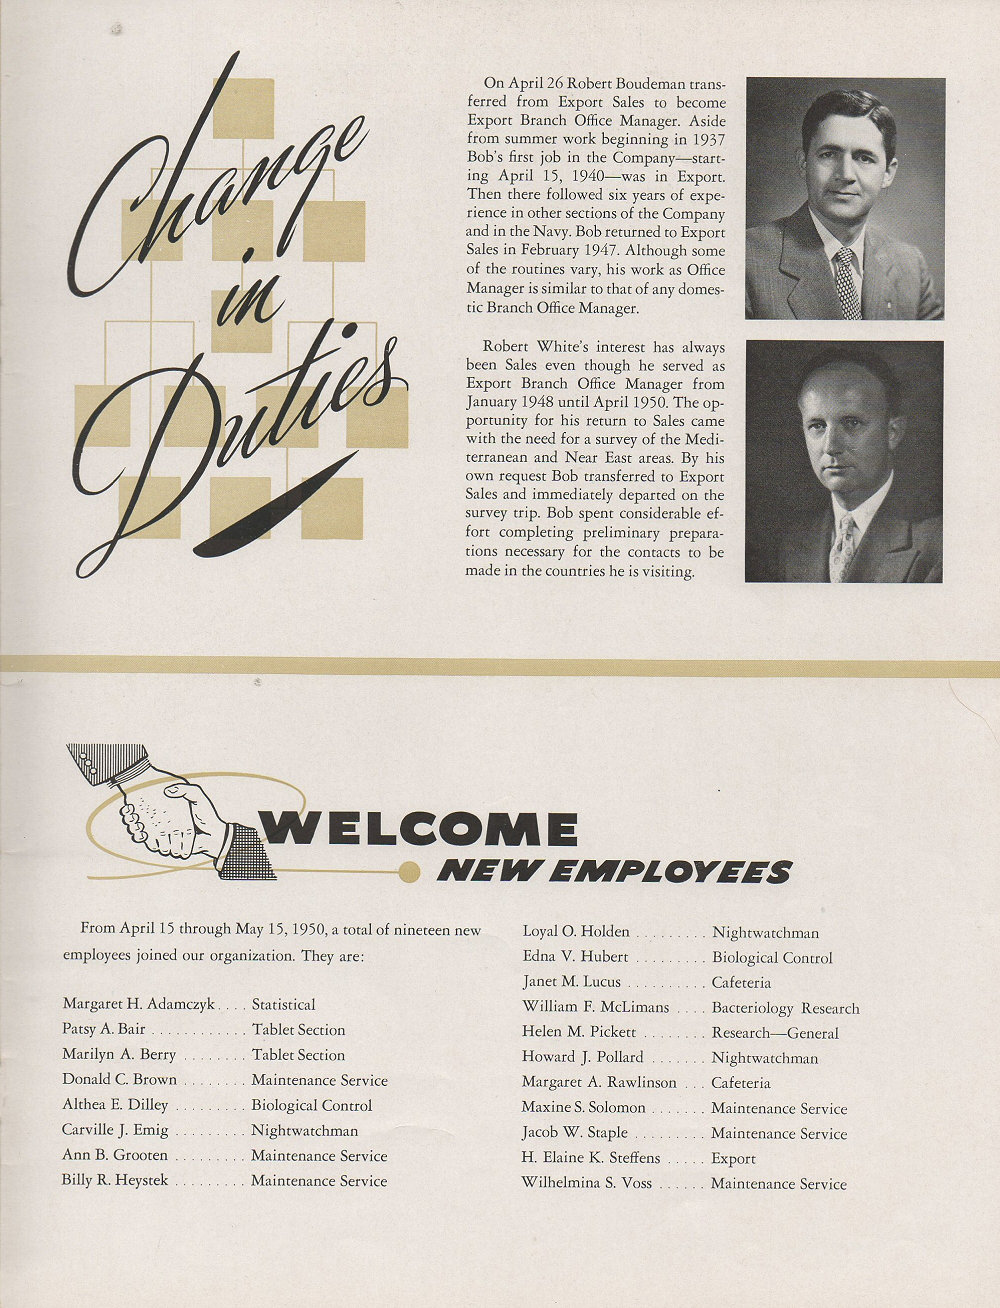 Change
in
Duties
On April 26 Robert Boudeman trans-
ferred from Export Sales to become
Export Branch Office Manager. Aside
from summer work beginning in 1937
Bob's first job in the Company—start-
ing April 15, 1940—was in Export.
Then there followed six years of expe-
rience in other sections of the Company
and in the Navy. Bob returned to Export
Sales in February 1947. Although some
of the routines vary, his work as Office
Manager is similar to that of any domes-
tic Branch Office Manager.
Robert White's interest has always
been Sales even though he served as
Export Branch Office Manager from
January 1948 until April 1950. The op-
portunity for his return to Sales came
with the need for a survey of the Medi-
terranean and Near East areas. By his
own request Bob transferred to Export
Sales and immediately departed on the
survey trip. Bob spent considerable ef-
fort completing preliminary prepara-
tions necessary for the contacts to be
made in the countries he is visiting.
WELCOME
NEW EMPLOYEES
From April 15 through May 15, 1950, a total of nineteen new
employees joined our organization. They are:
Margaret H. Adamczyk . . . . Statistical
Patsy A. Bair . . . . . . . . . . . . Tablet Section
Marilyn A. Berry . . . . . . . . Tablet Section
Donald C. Brown . . . . . . . . Maintenance Service
Althea E. Dilley . . . . . . . . . Biological Control
Carville J. Emig . . . . . . . . . Nightwatchman
Ann B. Grooten . . . . . . . . . Maintenance Service
Billy R. Heystek . . . . . . . . . Maintenance Service
Loyal O. Holden . . . . . . . . . Nightwatchman
Edna V. Hubert . . . . . . . . . Biological Control
Janet M. Lucus . . . . . . . . . . Cafeteria
William F. McLimans . . . . Bacteriology Research
Helen M. Pickett . . . . . . . . Research—General
Howard J. Pollard . . . . . . . Nightwatchman
Margaret A. Rawlinson . . . Cafeteria
Maxine S. Solomon . . . . . . . Maintenance Service
Jacob W. Staple . . . . . . . . . Maintenance Service
H. Elaine K. Steffens . . . . . Export
Wilhelmina S. Voss . . . . . . Maintenance Service